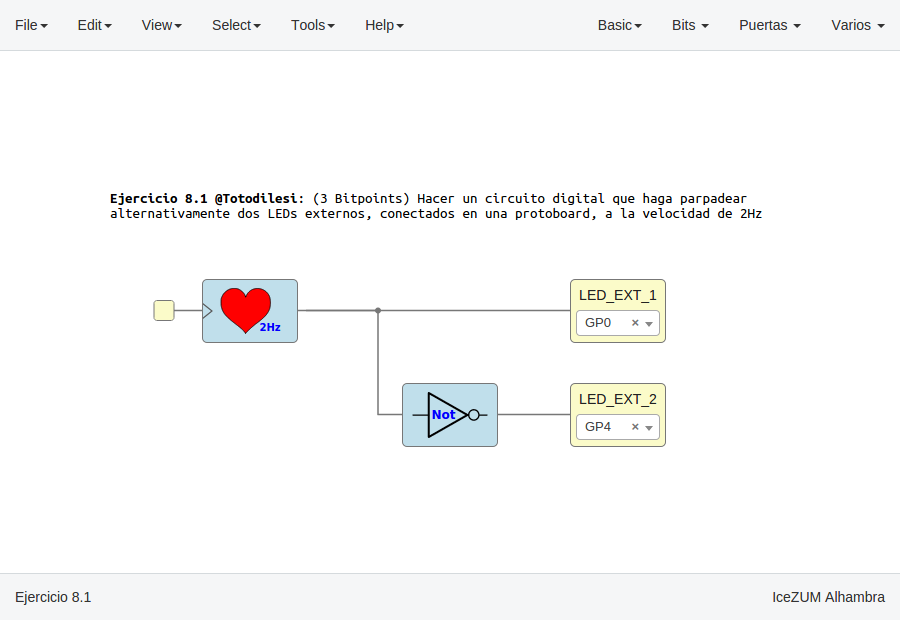 File Edit View Select Tools Help Basic Bits Puertas Varios
Ejercicio 8.1 @Totodilesi: (3 Bitpoints) Hacer un circuito digital que haga parpadear
alternativamente dos LEDs externos, conectados en una protoboard, a la velocidad de 2Hz
LED_EXT_1
GP0 ×
2Hz
LED_EXT_2
Not
GP4 ×
Ejercicio 8.1 IceZUM Alhambra